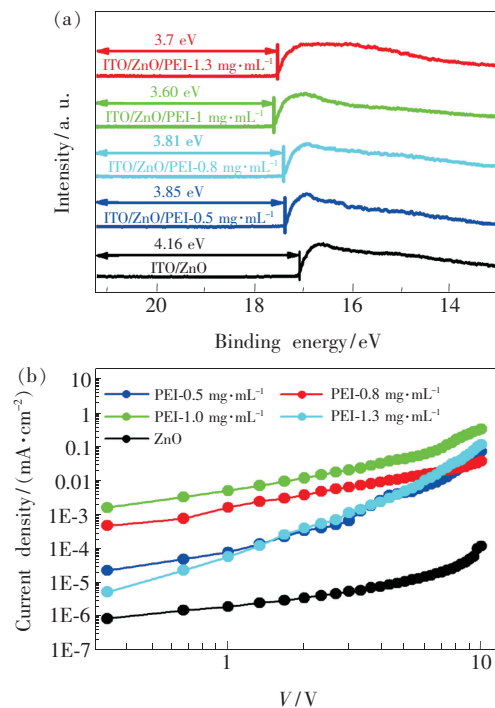 (a)
3.7 eV
ITO/ZnO/PEI-1.3 mg·mL⁻¹
3.60 eV
ITO/ZnO/PEI-1 mg·mL⁻¹
3.81 eV
ITO/ZnO/PEI-0.8 mg·mL⁻¹
3.85 eV
ITO/ZnO/PEI-0.5 mg·mL⁻¹
4.16 eV
ITO/ZnO
Intensity/a. u.
20 18 16 14
Binding energy/eV
(b)
PEI-0.5 mg·mL⁻¹ PEI-0.8 mg·mL⁻¹
PEI-1.0 mg·mL⁻¹ PEI-1.3 mg·mL⁻¹
ZnO
Current density/(mA·cm⁻²)
10
1
0.1
0.01
1E-3
1E-4
1E-5
1E-6
1E-7
1 10
V/V